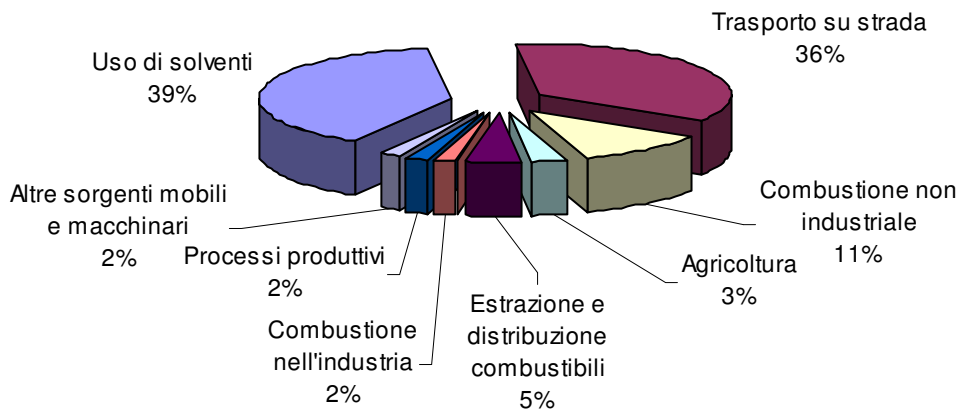 Trasporto su strada
36%
Uso di solventi
39%
Combustione non
industriale
11%
Altre sorgenti mobili
e macchinari
2%
Processi produttivi
2%
Agricoltura
3%
Estrazione e
distribuzione
combustibili
5%
Combustione
nell'industria
2%